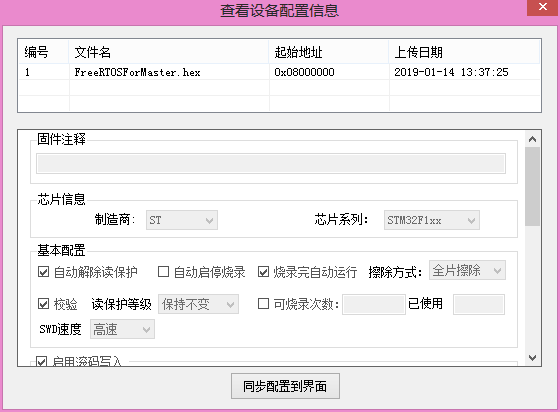 查看设备配置信息
编号 文件名 起始地址 上传日期
1 FreeRTOSForMaster.hex 0x08000000 2019-01-14 13:37:25
固件注释
芯片信息
制造商: ST 芯片系列: STM32F1xx
基本配置
自动解除读保护 自动启停烧录 烧录完自动运行 擦除方式: 全片擦除
校验 读保护等级 保持不变 可烧录次数: 已使用
SWD速度 高速
启用滚码写入
同步配置到界面